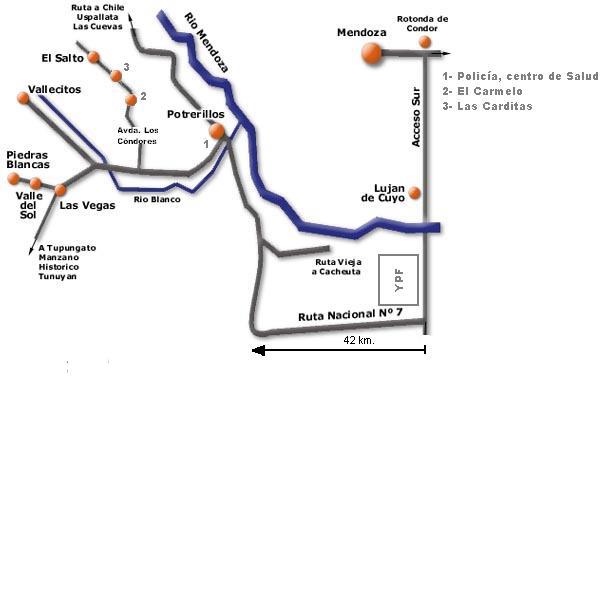 Ruta a Chile
Uspallata
Las Cuevas
Río Mendoza
Rotonda de
Condor
Mendoza
El Salto
3
2
Vallecitos
1- Policía, centro de Salud
2- El Carmelo
3- Las Carditas
Potrerillos
1
Avda. Los
Cóndores
Acceso Sur
Piedras
Blancas
Valle
del
Sol
Las Vegas
Río Blanco
Lujan
de Cuyo
A Tupungato
Manzano
Historico
Tunuyan
Ruta Vieja
a Cacheuta
YPF
Ruta Nacional Nº 7
42 km.